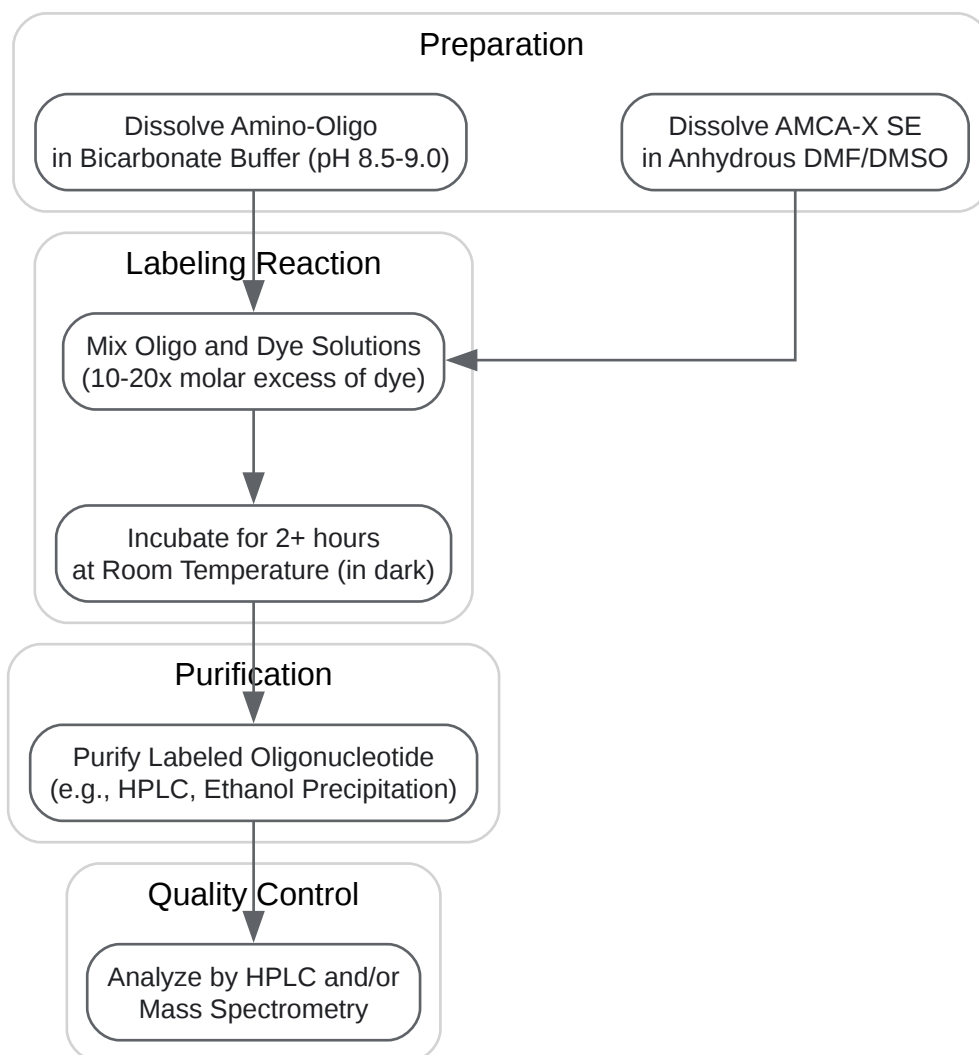 Preparation
Dissolve Amino-Oligo
in Bicarbonate Buffer (pH 8.5-9.0)
Dissolve AMCA-X SE
in Anhydrous DMF/DMSO
Labeling Reaction
Mix Oligo and Dye Solutions
(10-20x molar excess of dye)
Incubate for 2+ hours
at Room Temperature (in dark)
Purification
Purify Labeled Oligonucleotide
(e.g., HPLC, Ethanol Precipitation)
Quality Control
Analyze by HPLC and/or
Mass Spectrometry